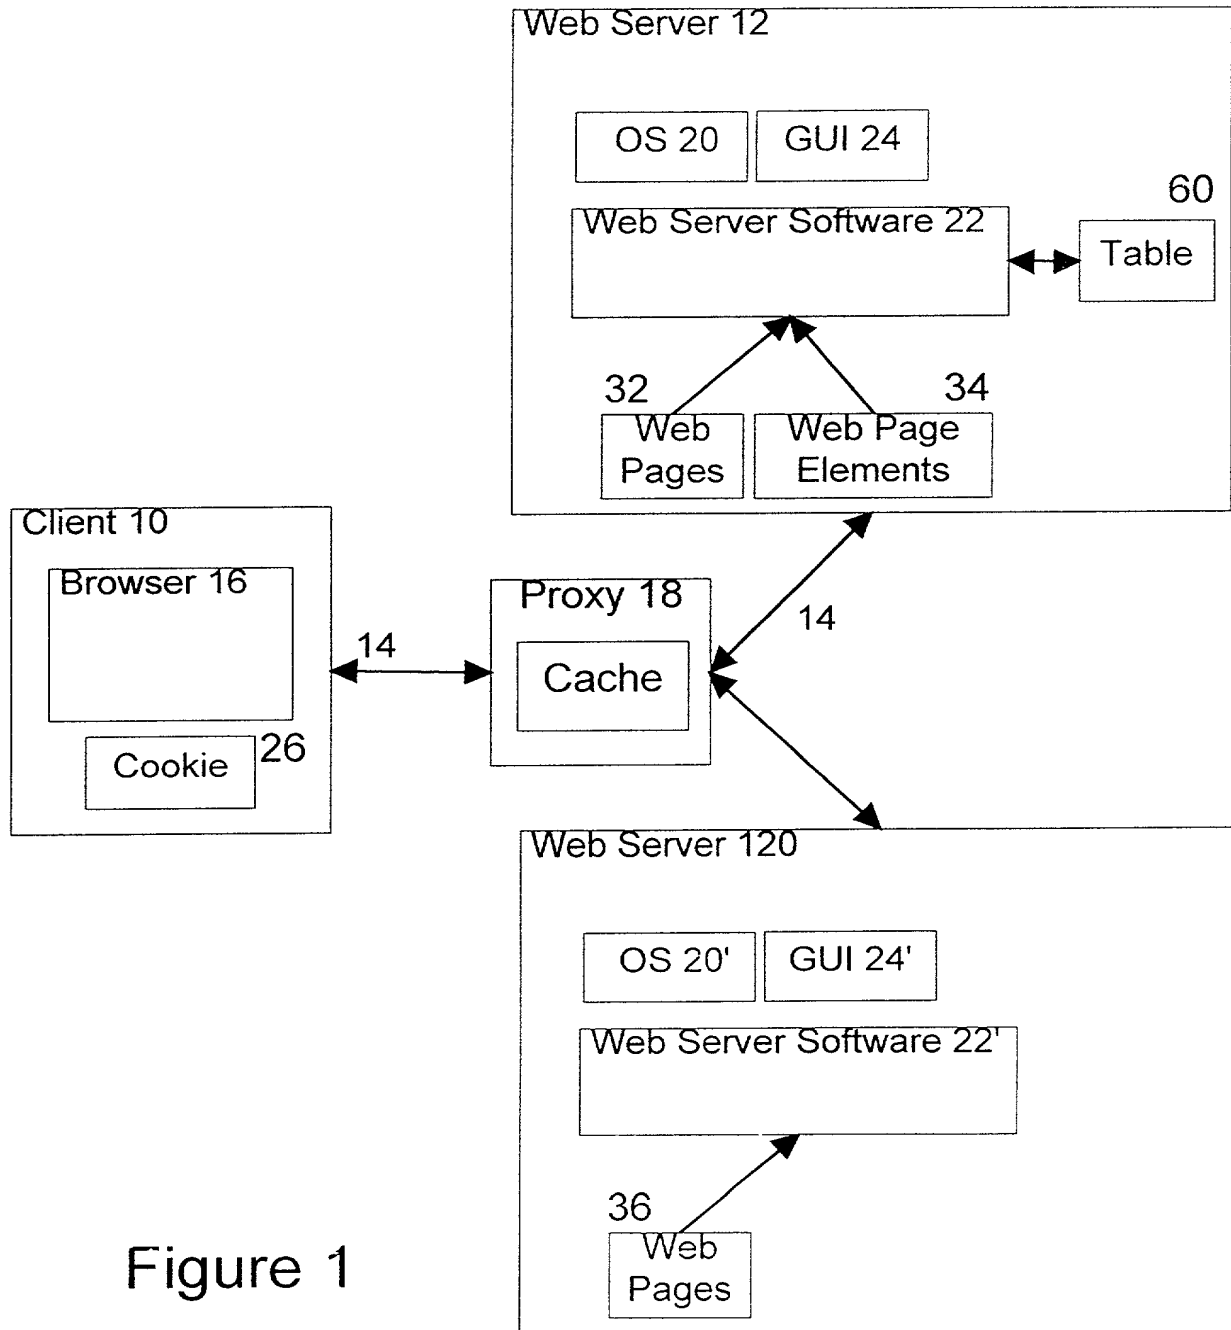 Web Server 12
OS 20
GUI 24
60
Web Server Software 22
Table
32
34
Web
Pages
Web Page
Elements
Client 10
Browser 16
14
Proxy 18
14
Cache
Cookie
26
Web Server 120
OS 20'
GUI 24'
Web Server Software 22'
36
Web
Pages
Figure 1